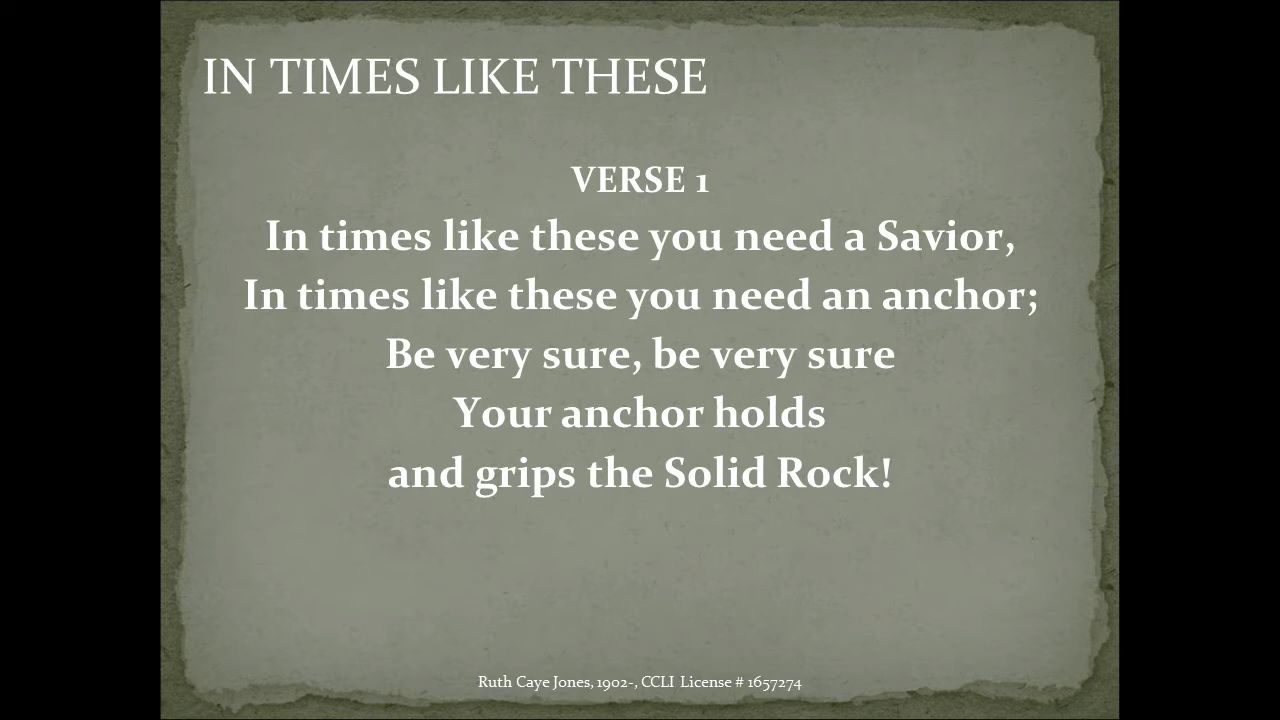 IN TIMES LIKE THESE
VERSE 1
In times like these you need a Savior,
In times like these you need an anchor;
Be very sure, be very sure
Your anchor holds
and grips the Solid Rock!
Ruth Caye Jones, 1902-, CCLI License # 1657274